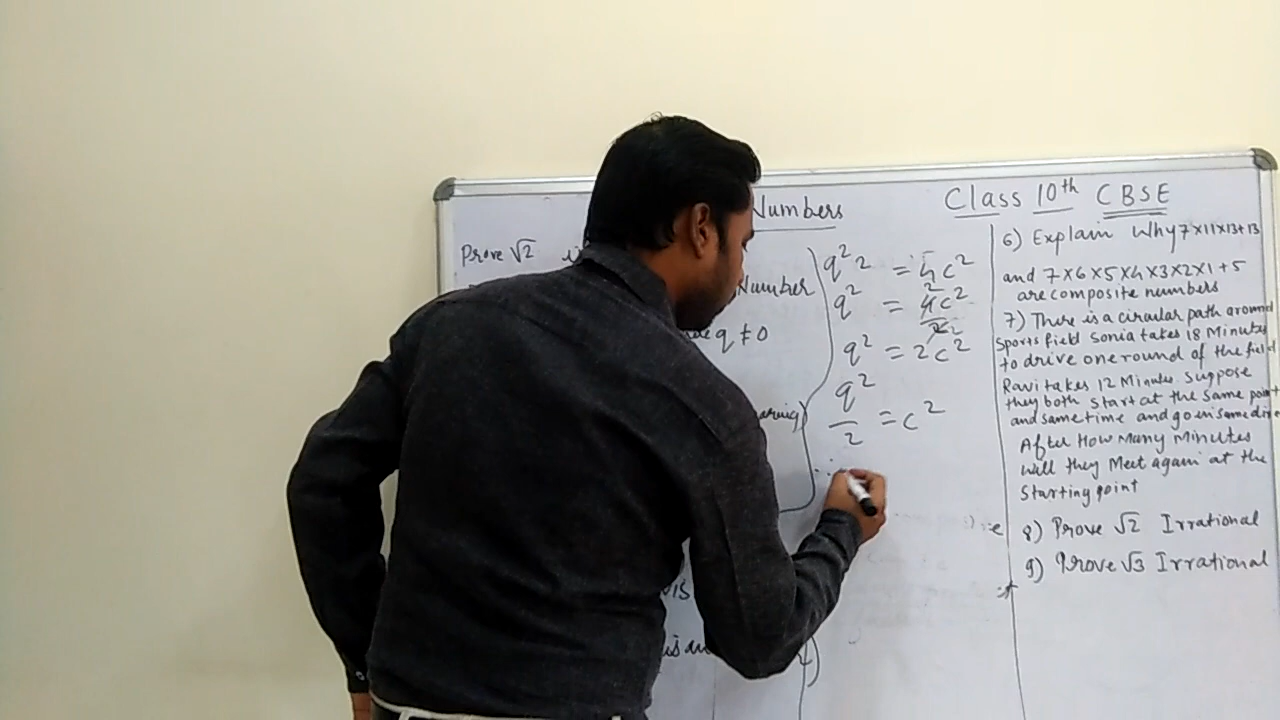 Numbers
Class 10th CBSE
Prove √2
Number
q ≠ 0
q²2 = 4c²
q² = 4c²
2
q² = 2c²
q²
2
= c²
6) Explain Why 7×11×13+13
and 7×6×5×4×3×2×1+5
are composite numbers
7) There is a circular path around
sports field Sonia takes 18 Minutes
to drive one round of the field
Ravi takes 12 Minutes. Suppose
they both start at the same point
and same time and go in same dire
After How Many Minutes
will they Meet again at the
Starting point
8) Prove √2 Irrational
9) Prove √3 Irrational